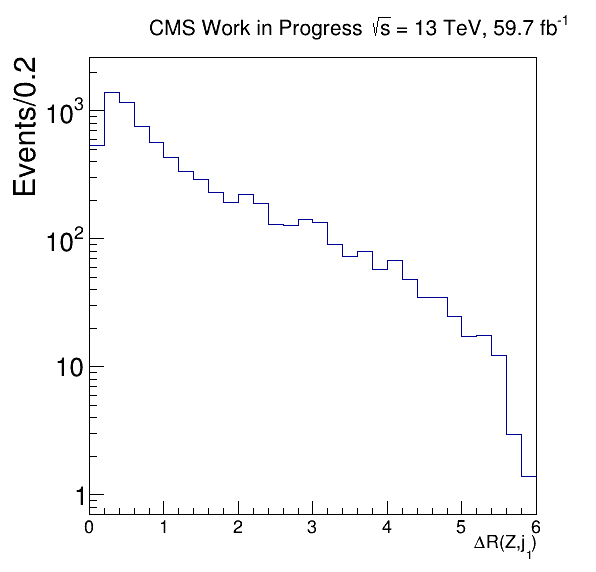 CMS Work in Progress √s = 13 TeV, 59.7 fb⁻¹
Events/0.2
10³
10²
10
1
0 1 2 3 4 5 6
ΔR(Z,j₁)